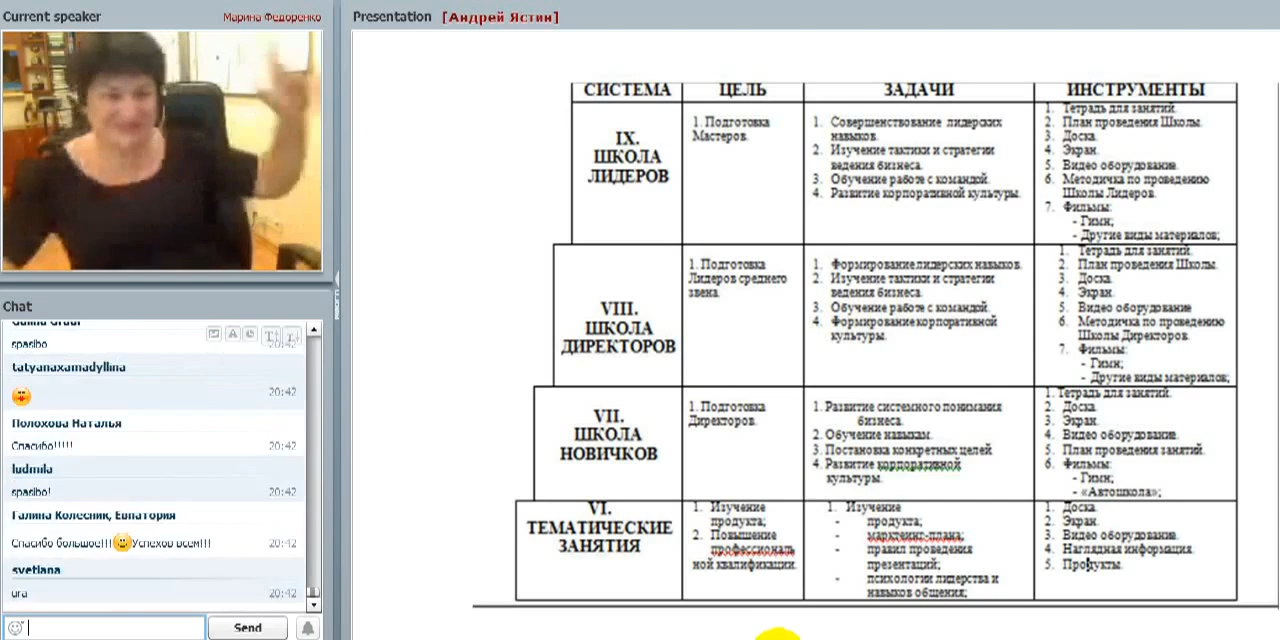 Current speaker
Марина Федоренко
Presentation [Андрей Ястин]
Chat
spasibo
20:42
tatyanaxamadyllina
20:42
Полохова Наталья
Спасибо!!!!!
20:42
ludmila
spasibo!
20:42
Галина Колесник, Евпатория
Спасибо большое!!! Успехов всем!!!
20:42
svetlana
ura
20:42
Send
СИСТЕМА
ЦЕЛЬ
ЗАДАЧИ
ИНСТРУМЕНТЫ
IX.
ШКОЛА
ЛИДЕРОВ
1. Подготовка
Мастеров.
1. Совершенствование лидерских
навыков.
2. Изучение тактики и стратегии
ведения бизнеса.
3. Обучение работе с командой.
4. Развитие корпоративной культуры.
1. Тетрадь для занятий.
2. План проведения Школы.
3. Доска.
4. Экран.
5. Видео оборудование.
6. Методичка по проведению
Школы Лидеров.
7. Фильмы:
- Гимн;
- Другие виды материалов;
VIII.
ШКОЛА
ДИРЕКТОРОВ
1. Подготовка
Лидеров среднего
звена.
1. Формирование лидерских навыков.
2. Изучение тактики и стратегии
ведения бизнеса.
3. Обучение работе с командой.
4. Формирование корпоративной
культуры.
1. Тетрадь для занятий.
2. План проведения Школы.
3. Доска.
4. Экран.
5. Видео оборудование
6. Методичка по проведению
Школы Директоров.
7. Фильмы:
- Гимн;
- Другие виды материалов;
VII.
ШКОЛА
НОВИЧКОВ
1. Подготовка
Директоров.
1. Развитие системного понимания
бизнеса.
2. Обучение навыкам.
3. Постановка конкретных целей.
4. Развитие корпоративной
культуры.
1. Тетрадь для занятий.
2. Доска.
3. Экран.
4. Видео оборудование.
5. План проведения занятий.
6. Фильмы:
- Гимн;
- «Автошкола»;
VI.
ТЕМАТИЧЕСКИЕ
ЗАНЯТИЯ
1. Изучение
продукта;
2. Повышение
профессиональ
ной квалификации.
1. Изучение
- продукта;
- марктеинг-плана;
- правил проведения
презентаций;
- психологии лидерства и
навыков общения;
1. Доска.
2. Экран.
3. Видео оборудование.
4. Наглядная информация.
5. Продукты.